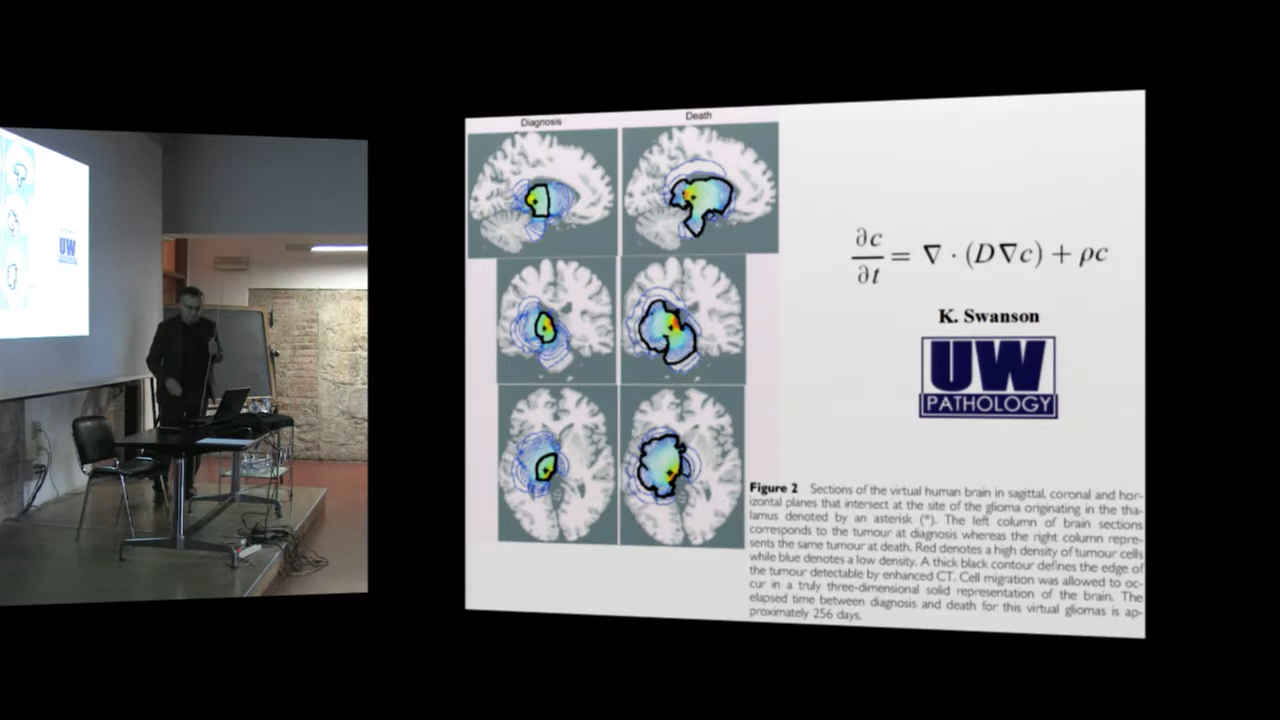 Diagnosis Death
∂c/∂t = ∇ · (D∇c) + ρc
K. Swanson
UW
PATHOLOGY
Figure 2 Sections of the virtual human brain in sagittal, coronal and hor-
izontal planes that intersect at the site of the glioma originating in the tha-
lamus denoted by an asterisk (*). The left column of brain sections
corresponds to the tumour at diagnosis whereas the right column repre-
sents the same tumour at death. Red denotes a high density of tumour cells
while blue denotes a low density. A thick black contour defines the edge of
the tumour detectable by enhanced CT. Cell migration was allowed to oc-
cur in a truly three-dimensional solid representation of the brain. The
elapsed time between diagnosis and death for this virtual gliomas is ap-
proximately 256 days.
UW
PATHOLOGY